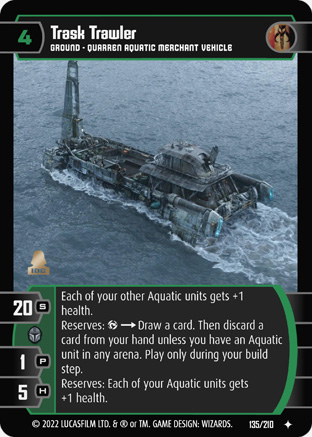 4
Trask Trawler
GROUND - QUARREN AQUATIC MERCHANT VEHICLE
20 S
1 P
5 H
Each of your other Aquatic units gets +1
health.
Reserves: → Draw a card. Then discard a
card from your hand unless you have an Aquatic
unit in any arena. Play only during your build
step.
Reserves: Each of your Aquatic units gets
+1 health.
© 2022 LUCASFILM LTD. & ® OR TM. GAME DESIGN: WIZARDS.
135/210